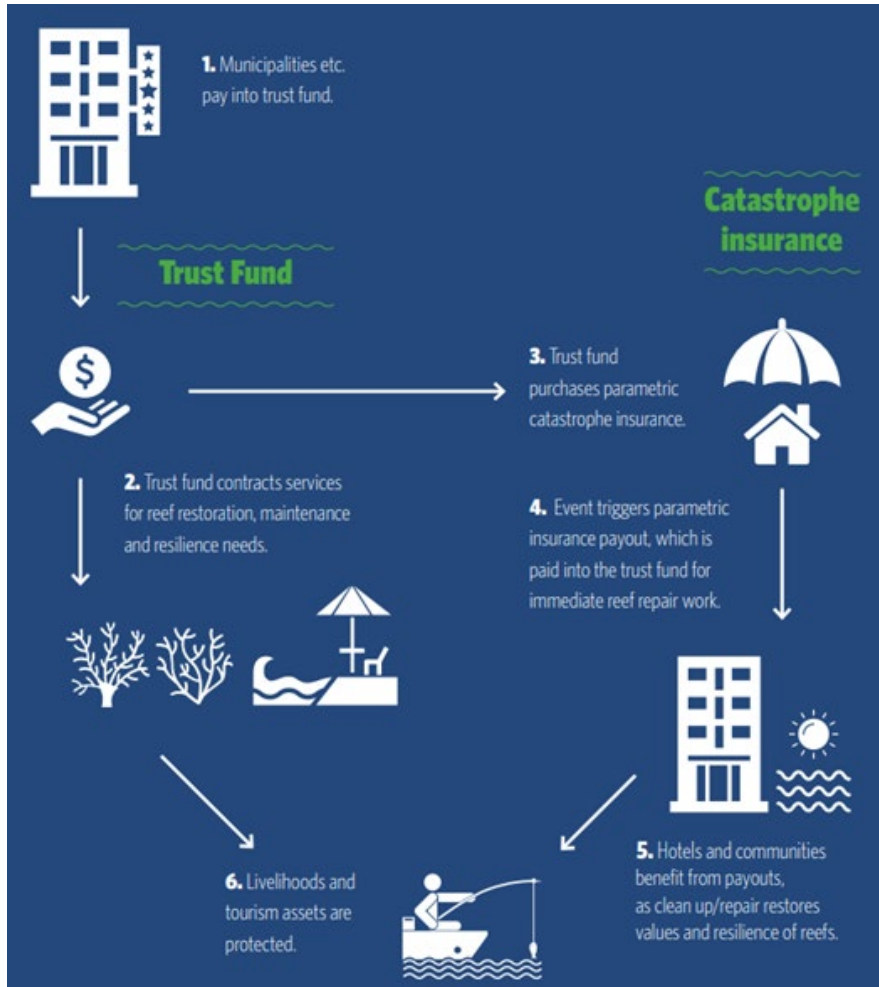 1. Municipalities etc.
pay into trust fund.
Catastrophe
insurance
Trust Fund
$
3. Trust fund
purchases parametric
catastrophe insurance.
2. Trust fund contracts services
for reef restoration, maintenance
and resilience needs.
4. Event triggers parametric
insurance payout, which is
paid into the trust fund for
immediate reef repair work.
5. Hotels and communities
benefit from payouts,
as clean up/repair restores
values and resilience of reefs.
6. Livelihoods and
tourism assets are
protected.